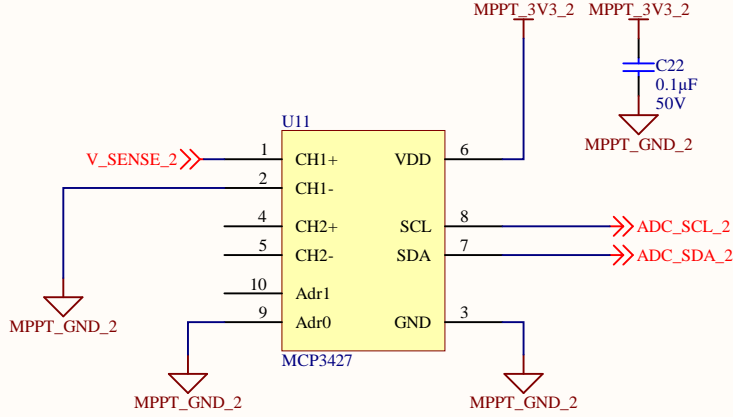 MPPT_3V3_2
MPPT_3V3_2
C22
0.1µF
50V
MPPT_GND_2
U11
V_SENSE_2
1
CH1+
VDD
6
2
CH1-
4
CH2+
SCL
8
ADC_SCL_2
5
CH2-
SDA
7
ADC_SDA_2
10
Adr1
9
Adr0
GND
3
MPPT_GND_2
MCP3427
MPPT_GND_2
MPPT_GND_2